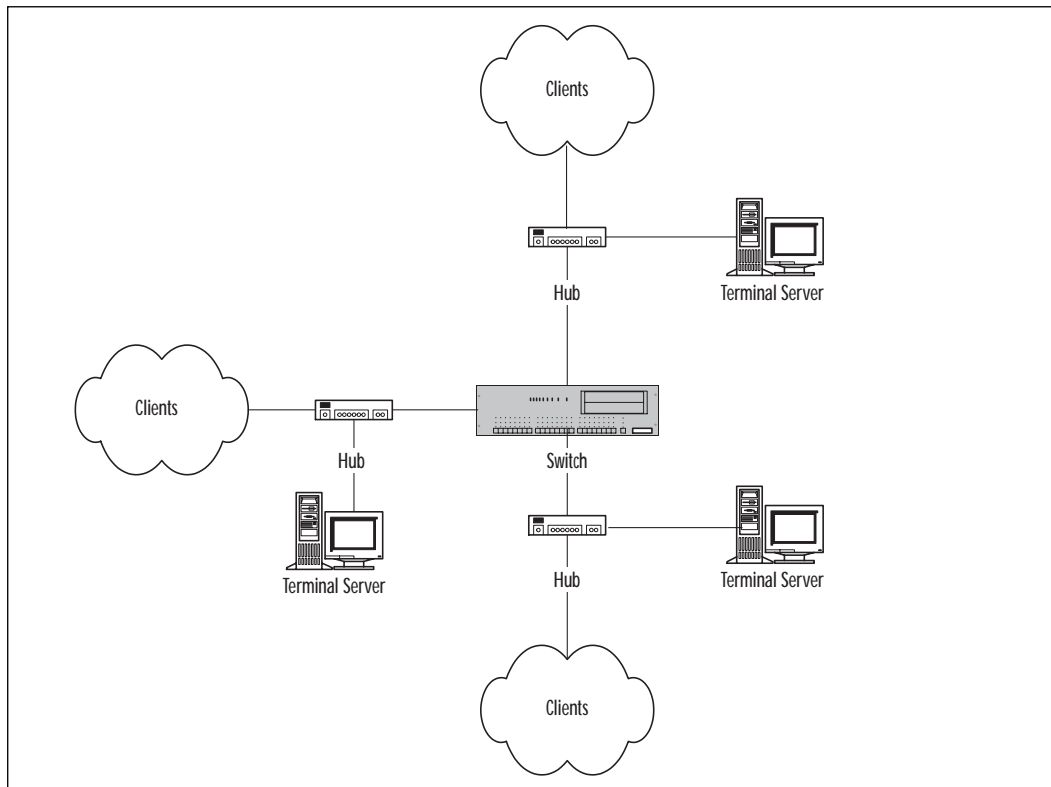 Clients
Hub
Terminal Server
Clients
Hub
Switch
Terminal Server
Hub
Terminal Server
Clients